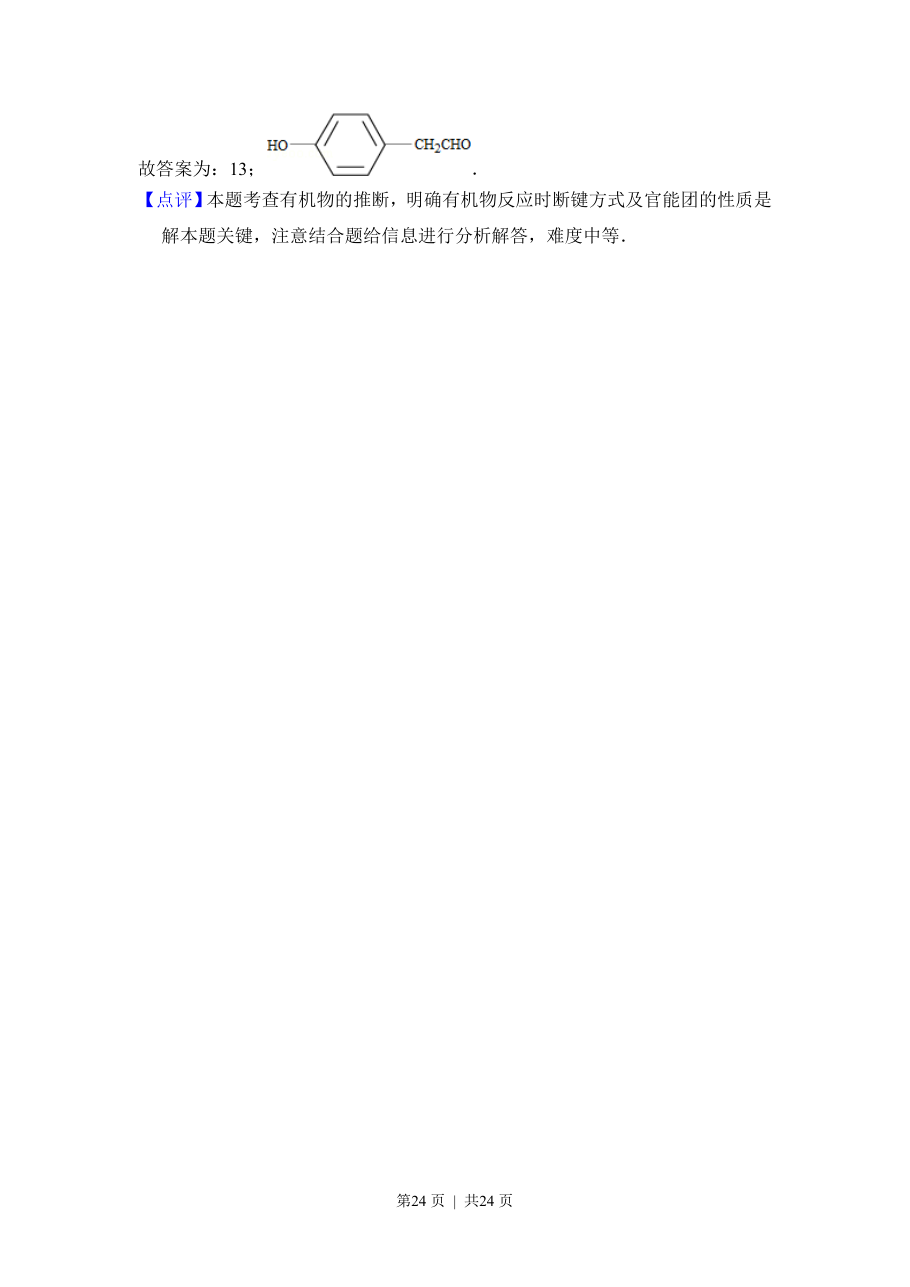 HO CH₂CHO
故答案为：13； .
【点评】本题考查有机物的推断，明确有机物反应时断键方式及官能团的性质是
解本题关键，注意结合题给信息进行分析解答，难度中等．
第24 页 | 共24 页